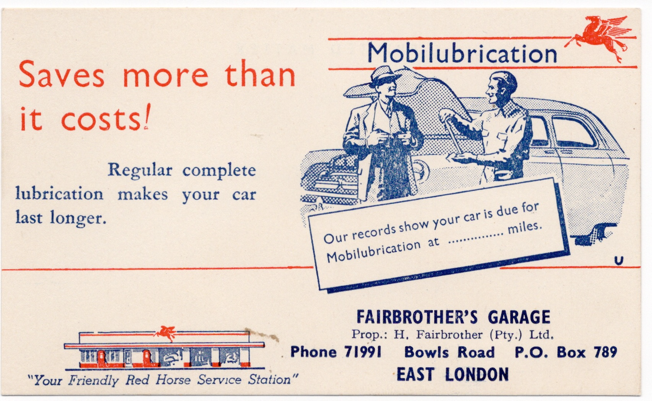 Mobilubrication
Saves more than
it costs!
Regular complete
lubrication makes your car
last longer.
Our records show your car is due for
Mobilubrication at ............... miles.
U
FAIRBROTHER'S GARAGE
Prop.: H. Fairbrother (Pty.) Ltd.
Phone 71991 Bowls Road P.O. Box 789
EAST LONDON
"Your Friendly Red Horse Service Station"